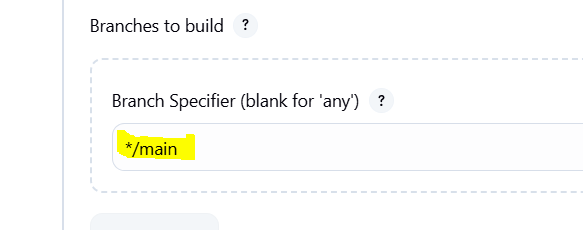 Branches to build ?
Branch Specifier (blank for 'any') ?
*/main